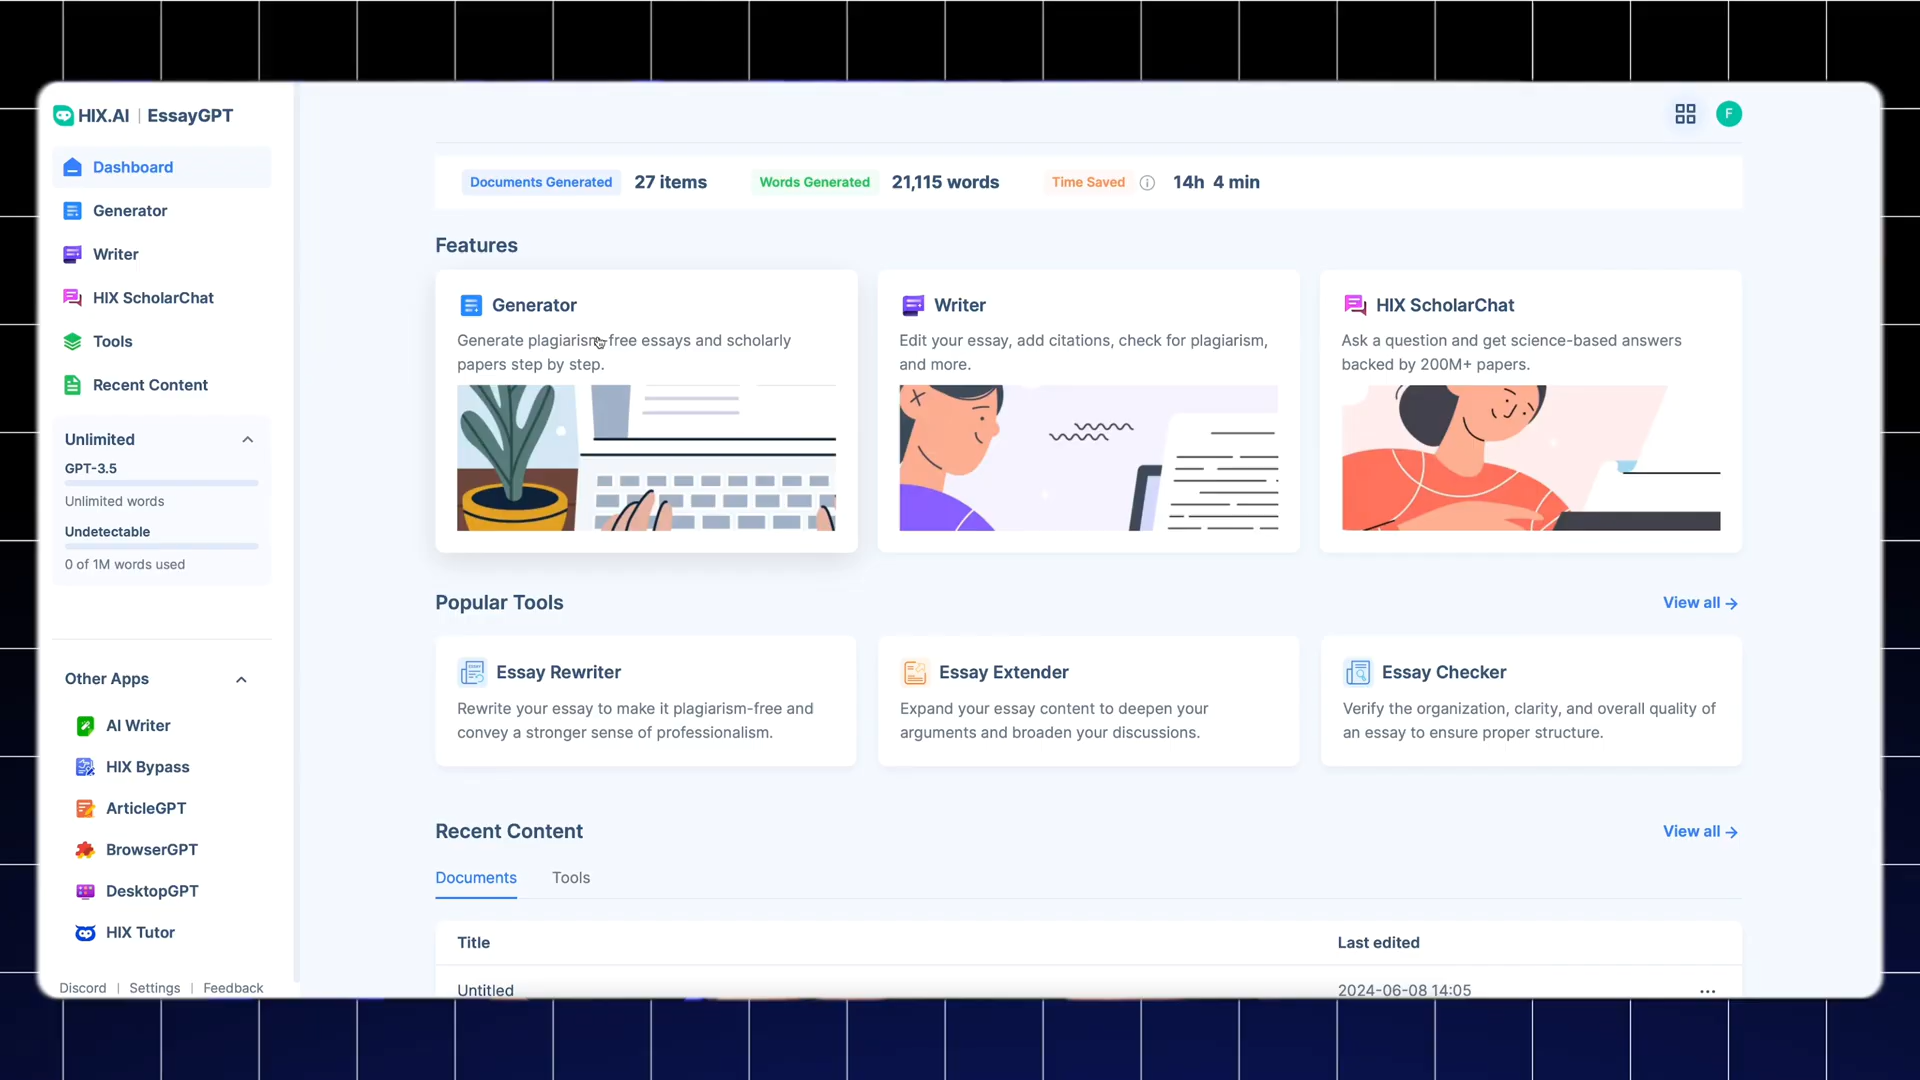 HIX.AI | EssayGPT
F
Dashboard
Generator
Writer
HIX ScholarChat
Tools
Recent Content
Unlimited
GPT-3.5
Unlimited words
Undetectable
0 of 1M words used
Other Apps
AI Writer
HIX Bypass
ArticleGPT
BrowserGPT
DesktopGPT
HIX Tutor
Discord | Settings | Feedback
Documents Generated 27 items Words Generated 21,115 words Time Saved 14h 4 min
Features
Generator
Generate plagiarism-free essays and scholarly
papers step by step.
Writer
Edit your essay, add citations, check for plagiarism,
and more.
HIX ScholarChat
Ask a question and get science-based answers
backed by 200M+ papers.
Popular Tools
View all →
Essay Rewriter
Rewrite your essay to make it plagiarism-free and
convey a stronger sense of professionalism.
Essay Extender
Expand your essay content to deepen your
arguments and broaden your discussions.
Essay Checker
Verify the organization, clarity, and overall quality of
an essay to ensure proper structure.
Recent Content
View all →
Documents Tools
Title Last edited
Untitled 2024-06-08 14:05 ...